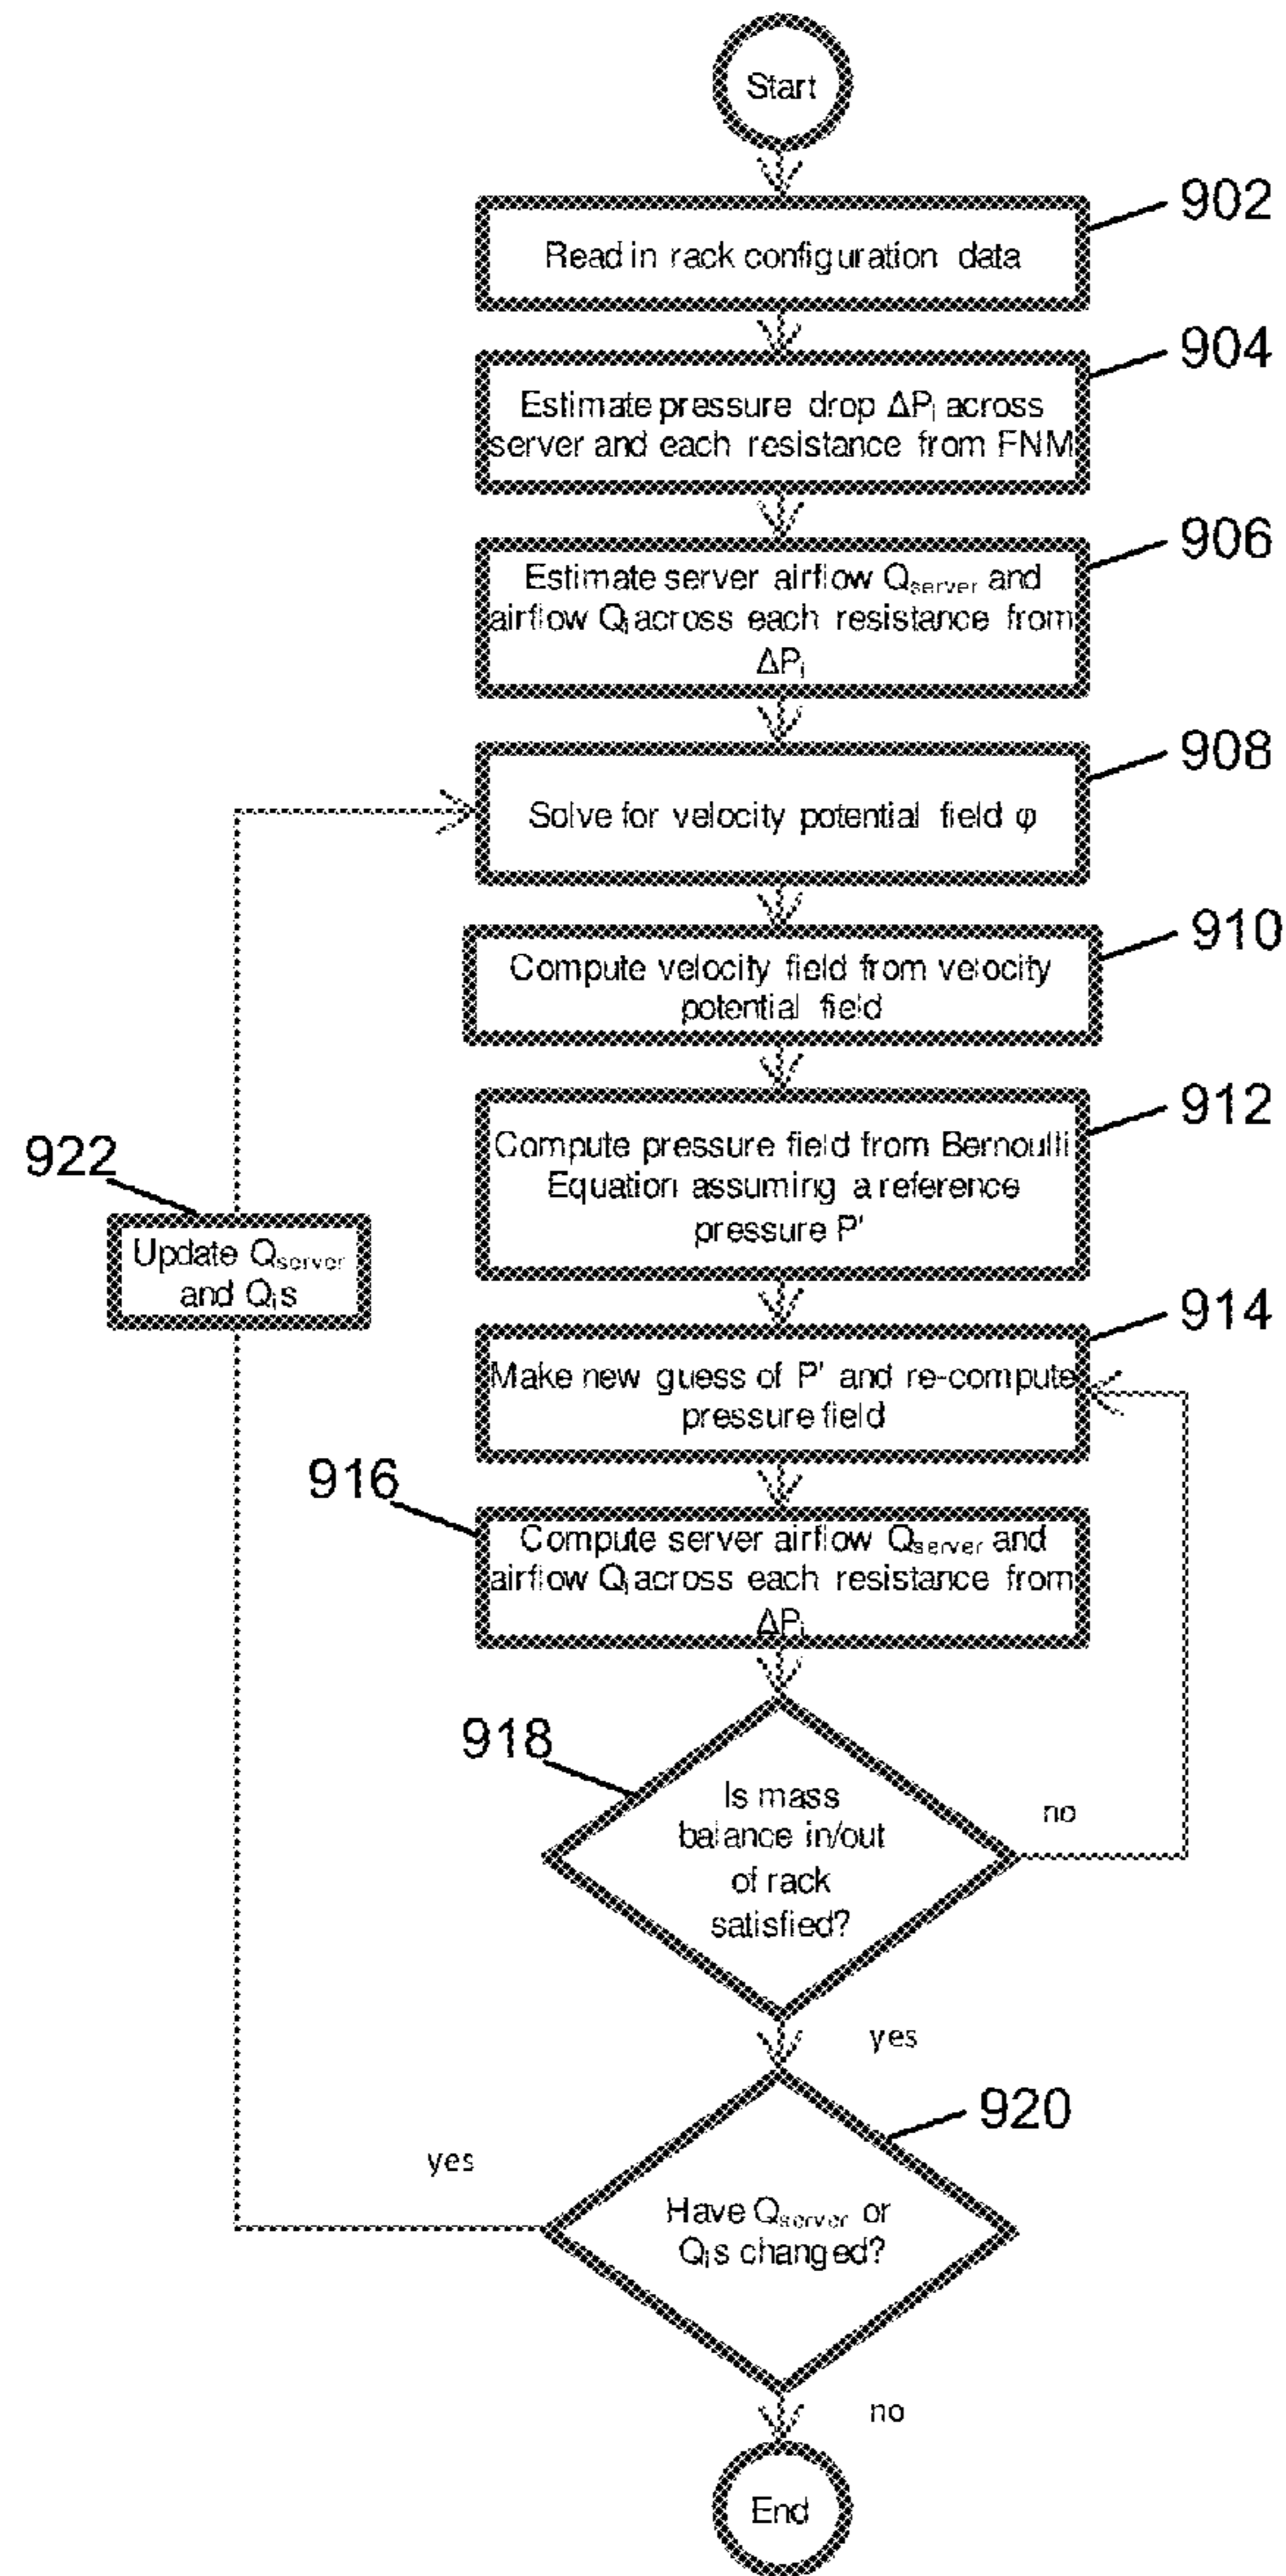 Start
902
Read in rack configuration data
904
Estimate pressure drop ΔPᵢ across
server and each resistance from FNM
906
Estimate server airflow Qserver and
airflow Qᵢ across each resistance from
ΔPᵢ
908
Solve for velocity potential field φ
910
Compute velocity field from velocity
potential field
912
Compute pressure field from Bernoulli
Equation assuming a reference
pressure P'
922
Update Qserver
and Qᵢs
914
Make new guess of P' and re-compute
pressure field
916
Compute server airflow Qserver and
airflow Qᵢ across each resistance from
ΔPᵢ
918
Is mass
balance in/out
of rack
satisfied?
no
yes
920
yes
Have Qserver or
Qᵢs changed?
no
End